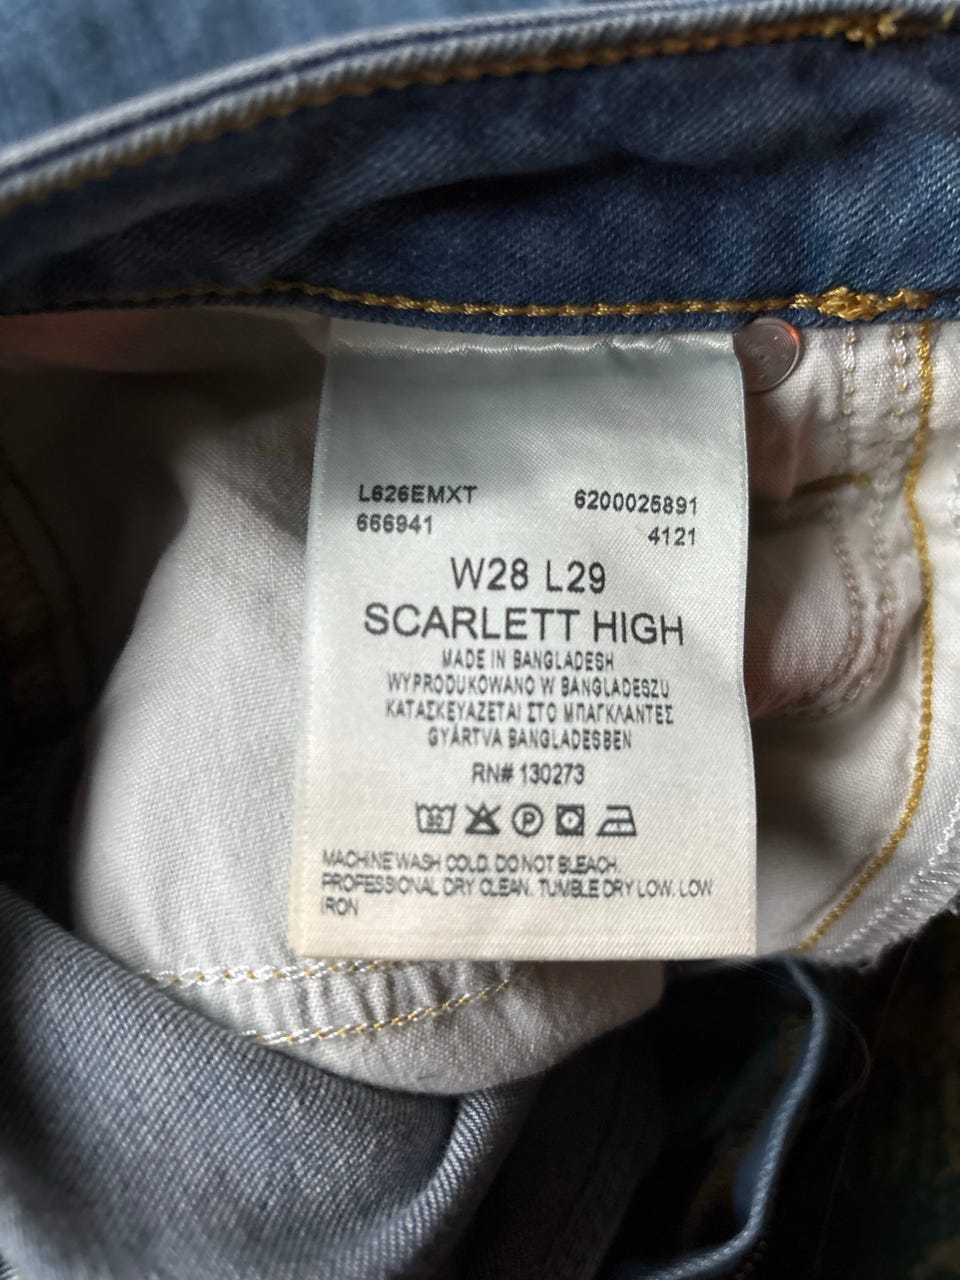 L626EMXT 6200025891
666941 4121
W28 L29
SCARLETT HIGH
MADE IN BANGLADESH
WYPRODUKOWANO W BANGLADESZU
ΚΑΤΑΣΚΕΥΑΖΕΤΑΙ ΣΤΟ ΜΠΑΓΚΛΑΝΤΕΣ
GYÁRTVA BANGLADESBEN
RN# 130273
P
MACHINE WASH COLD. DO NOT BLEACH.
PROFESSIONAL DRY CLEAN. TUMBLE DRY LOW. LOW
IRON